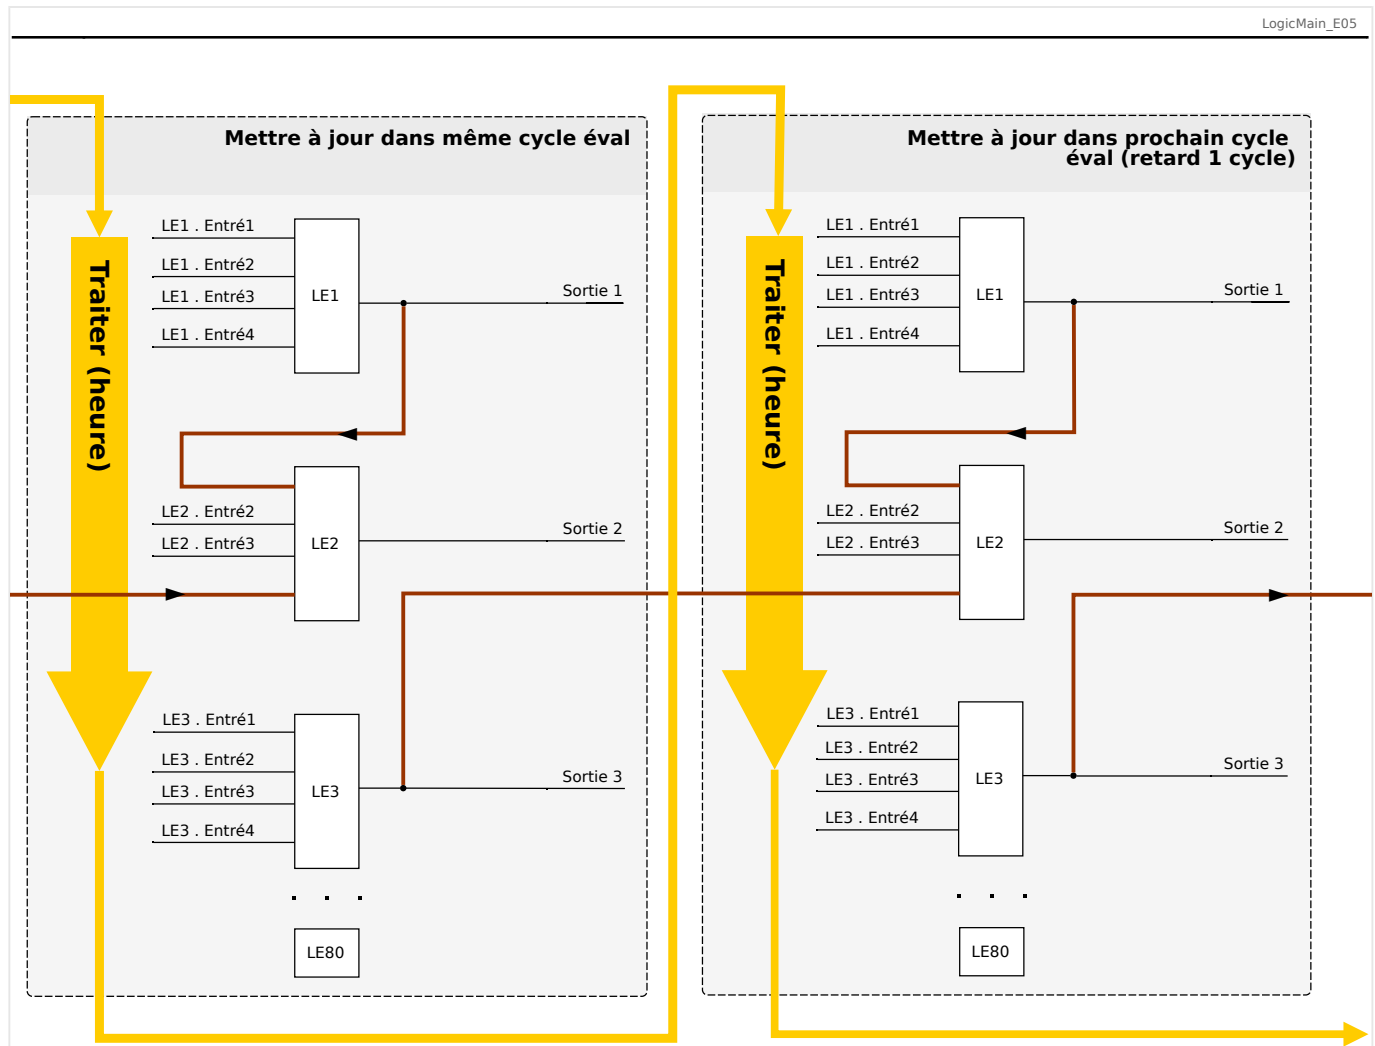 LogicMain_E05
Mettre à jour dans même cycle éval
Traiter (heure)
LE1 . Entré1
LE1 . Entré2
LE1 . Entré3
LE1 . Entré4
LE1
Sortie 1
LE2 . Entré2
LE2 . Entré3
LE2
Sortie 2
LE3 . Entré1
LE3 . Entré2
LE3 . Entré3
LE3 . Entré4
LE3
Sortie 3
. . .
LE80
Mettre à jour dans prochain cycle
éval (retard 1 cycle)
Traiter (heure)
LE1 . Entré1
LE1 . Entré2
LE1 . Entré3
LE1 . Entré4
LE1
Sortie 1
LE2 . Entré2
LE2 . Entré3
LE2
Sortie 2
LE3 . Entré1
LE3 . Entré2
LE3 . Entré3
LE3 . Entré4
LE3
Sortie 3
. . .
LE80